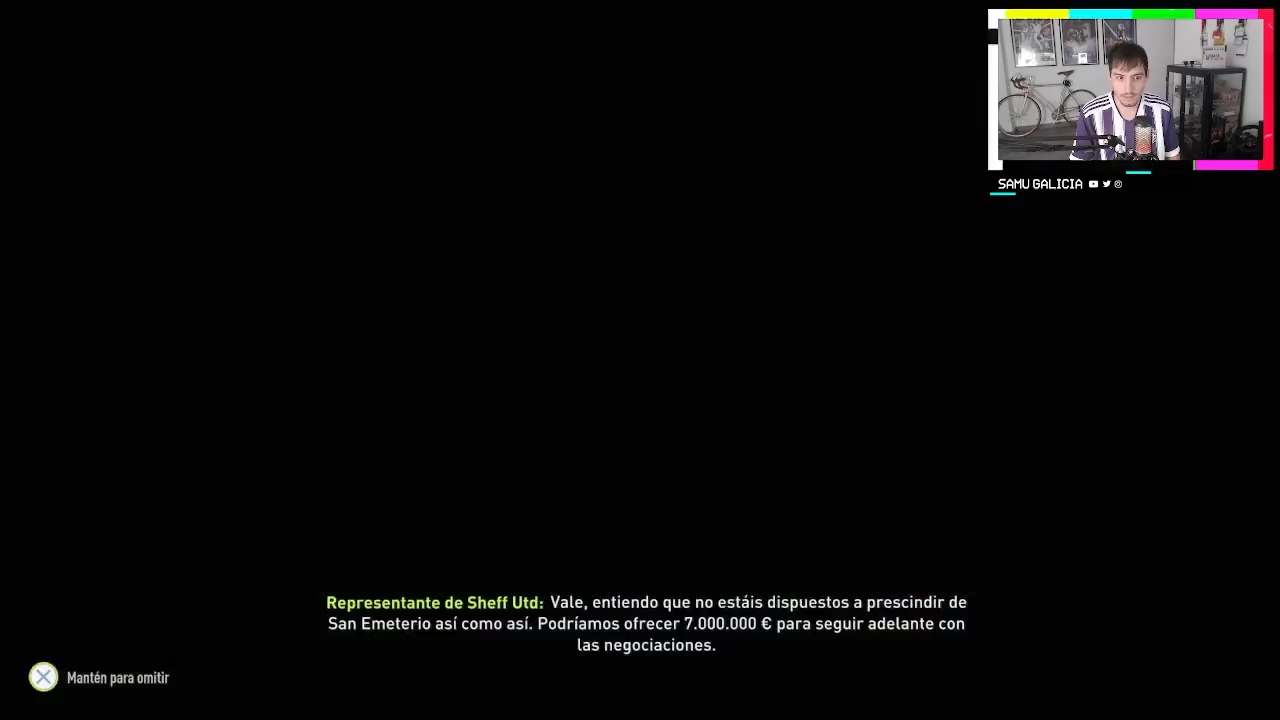 SAMU GALICIA
Representante de Sheff Utd: Vale, entiendo que no estáis dispuestos a prescindir de
San Emeterio así como así. Podríamos ofrecer 7.000.000 € para seguir adelante con
las negociaciones.
Mantén para omitir